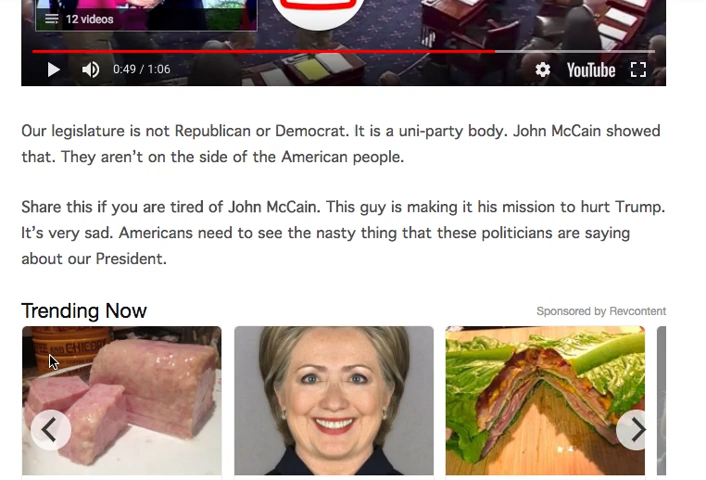 12 videos
0:49 / 1:06
YouTube
Our legislature is not Republican or Democrat. It is a uni-party body. John McCain showed
that. They aren’t on the side of the American people.
Share this if you are tired of John McCain. This guy is making it his mission to hurt Trump.
It’s very sad. Americans need to see the nasty thing that these politicians are saying
about our President.
Trending Now
Sponsored by Revcontent
AND CHICORY